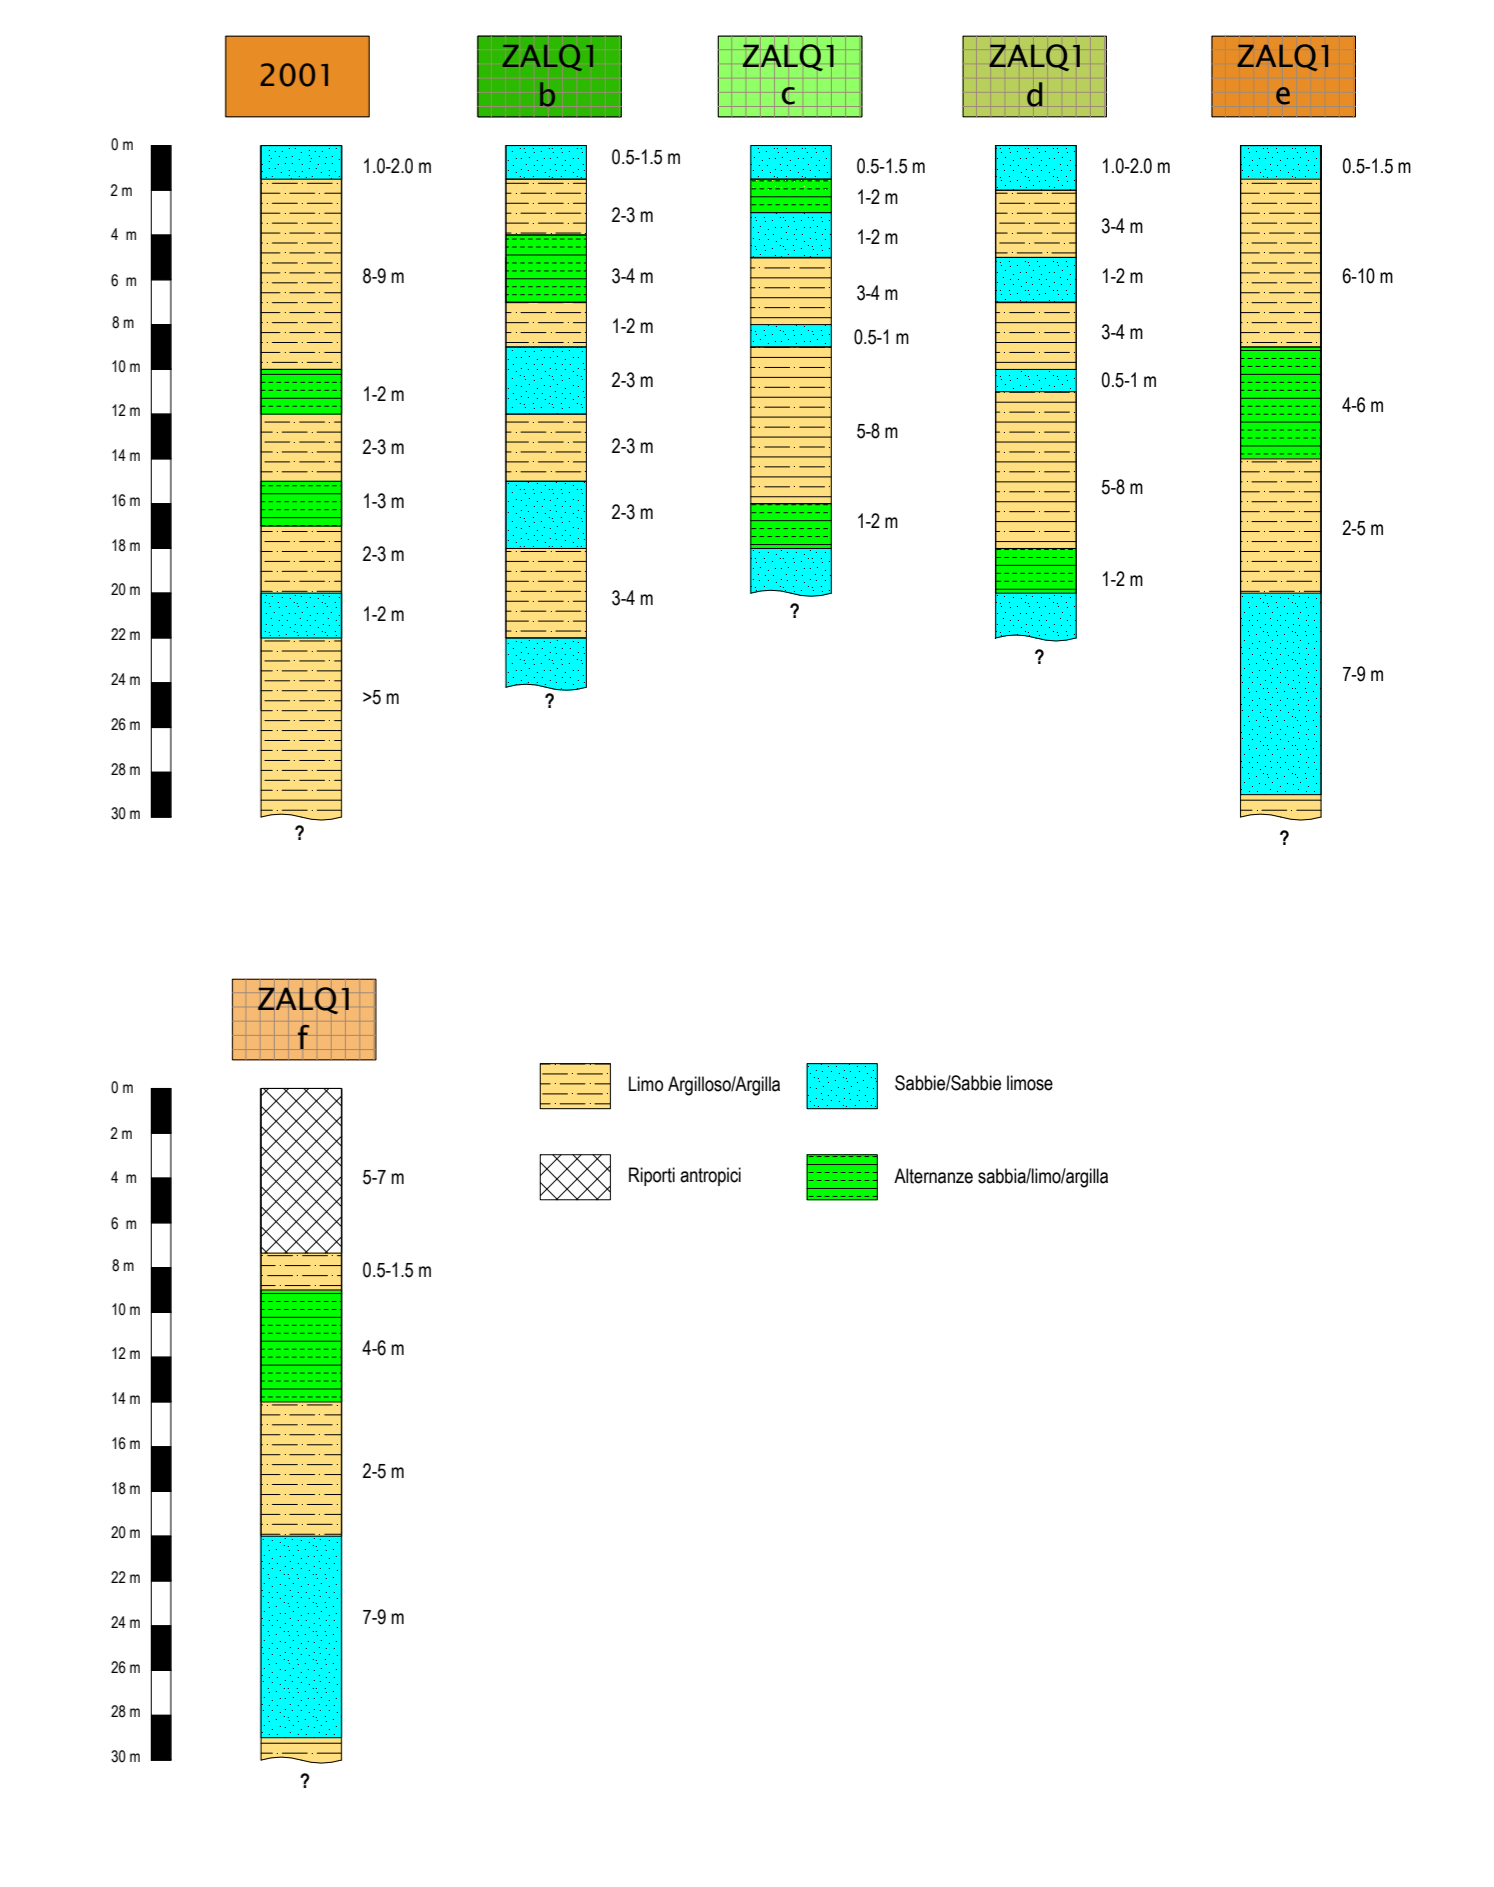 2001
ZALQ1
b
ZALQ1
c
ZALQ1
d
ZALQ1
e
0 m
2 m
4 m
6 m
8 m
10 m
12 m
14 m
16 m
18 m
20 m
22 m
24 m
26 m
28 m
30 m
1.0-2.0 m
8-9 m
1-2 m
2-3 m
1-3 m
2-3 m
1-2 m
>5 m
?
0.5-1.5 m
2-3 m
3-4 m
1-2 m
2-3 m
2-3 m
2-3 m
3-4 m
?
0.5-1.5 m
1-2 m
1-2 m
3-4 m
0.5-1 m
5-8 m
1-2 m
?
1.0-2.0 m
3-4 m
1-2 m
3-4 m
0.5-1 m
5-8 m
1-2 m
?
0.5-1.5 m
6-10 m
4-6 m
2-5 m
7-9 m
?
ZALQ1
f
0 m
2 m
4 m
6 m
8 m
10 m
12 m
14 m
16 m
18 m
20 m
22 m
24 m
26 m
28 m
30 m
5-7 m
0.5-1.5 m
4-6 m
2-5 m
7-9 m
?
Limo Argilloso/Argilla
Sabbie/Sabbie limose
Riporti antropici
Alternanze sabbia/limo/argilla